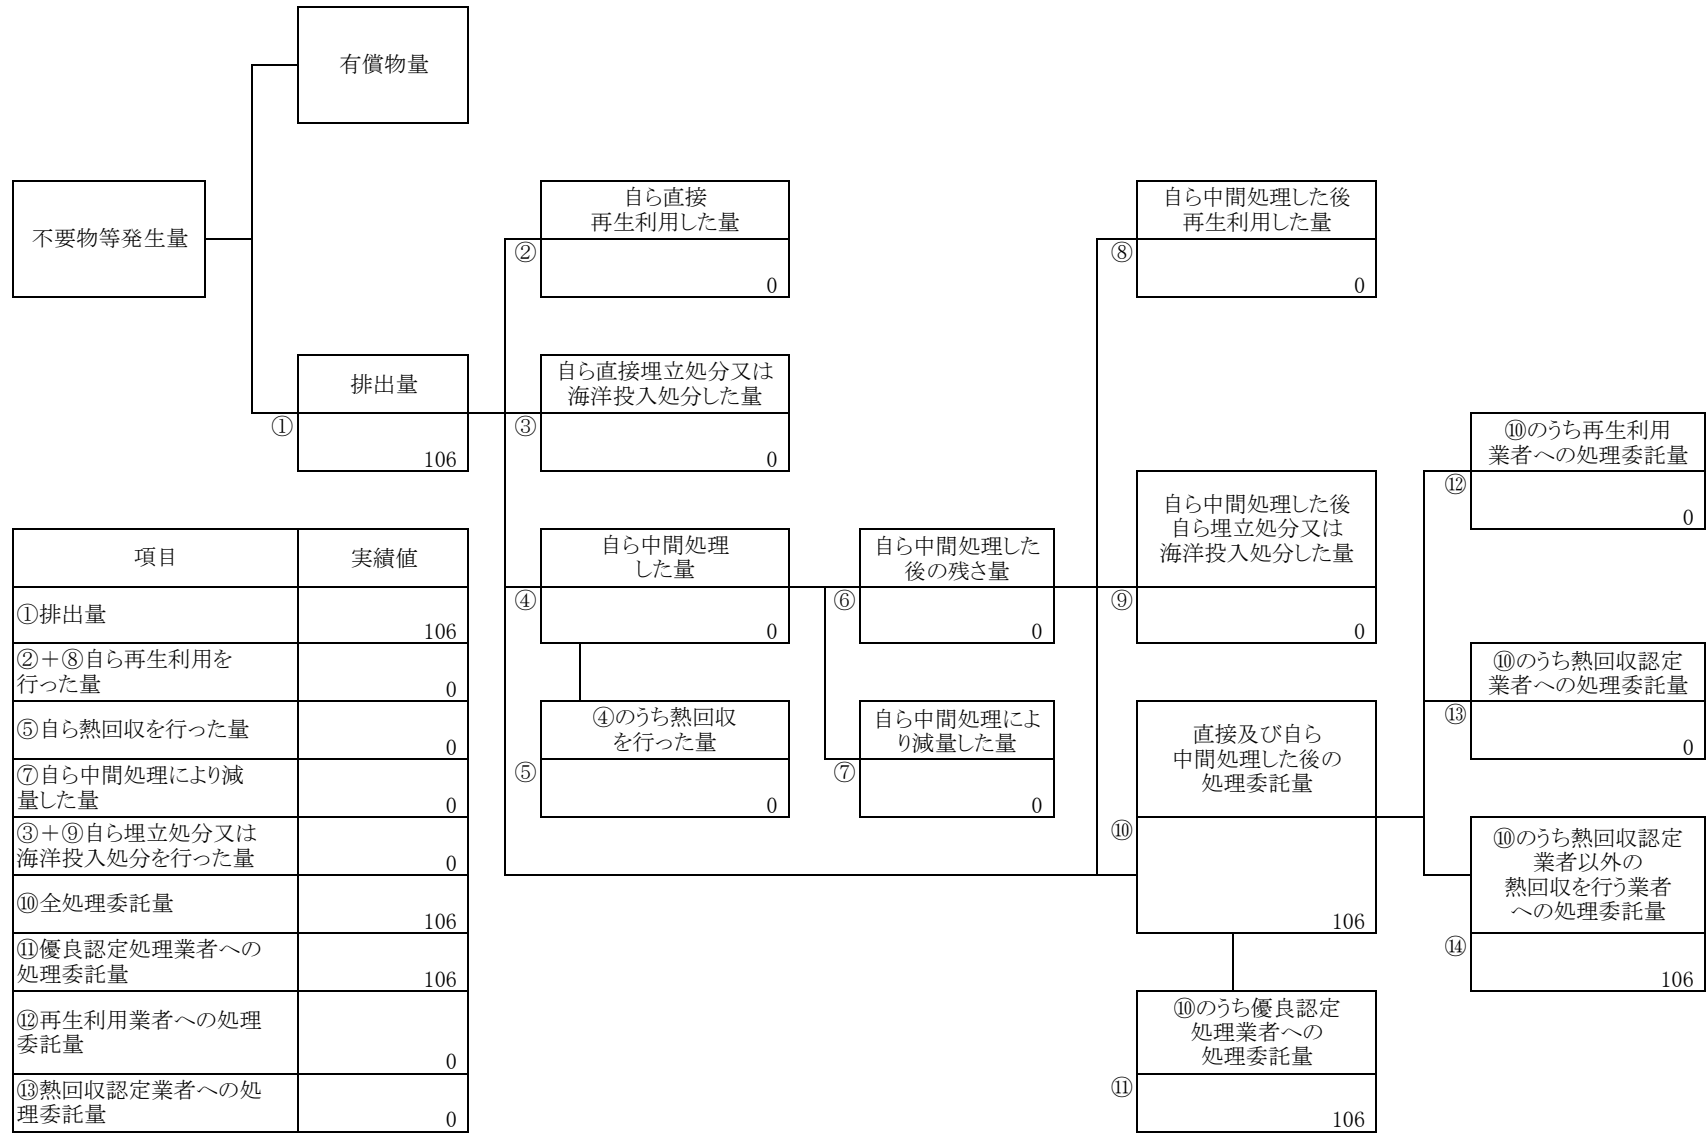 有償物量
不要物等発生量
排出量
①
106
自ら直接
再生利用した量
②
0
自ら直接埋立処分又は
海洋投入処分した量
③
0
自ら中間処理
した量
④
0
④のうち熱回収
を行った量
⑤
0
自ら中間処理した
後の残さ量
⑥
0
自ら中間処理によ
り減量した量
⑦
0
自ら中間処理した後
再生利用した量
⑧
0
自ら中間処理した後
自ら埋立処分又は
海洋投入処分した量
⑨
0
直接及び自ら
中間処理した後の
処理委託量
⑩
106
⑩のうち優良認定
処理業者への
処理委託量
⑪
106
⑩のうち再生利用
業者への処理委託量
⑫
0
⑩のうち熱回収認定
業者への処理委託量
⑬
0
⑩のうち熱回収認定
業者以外の
熱回収を行う業者
への処理委託量
⑭
106
項目 実績値
①排出量
106
②+⑧自ら再生利用を
行った量
0
⑤自ら熱回収を行った量
0
⑦自ら中間処理により減
量した量
0
③+⑨自ら埋立処分又は
海洋投入処分を行った量
0
⑩全処理委託量
106
⑪優良認定処理業者への
処理委託量
106
⑫再生利用業者への処理
委託量
0
⑬熱回収認定業者への処
理委託量
0